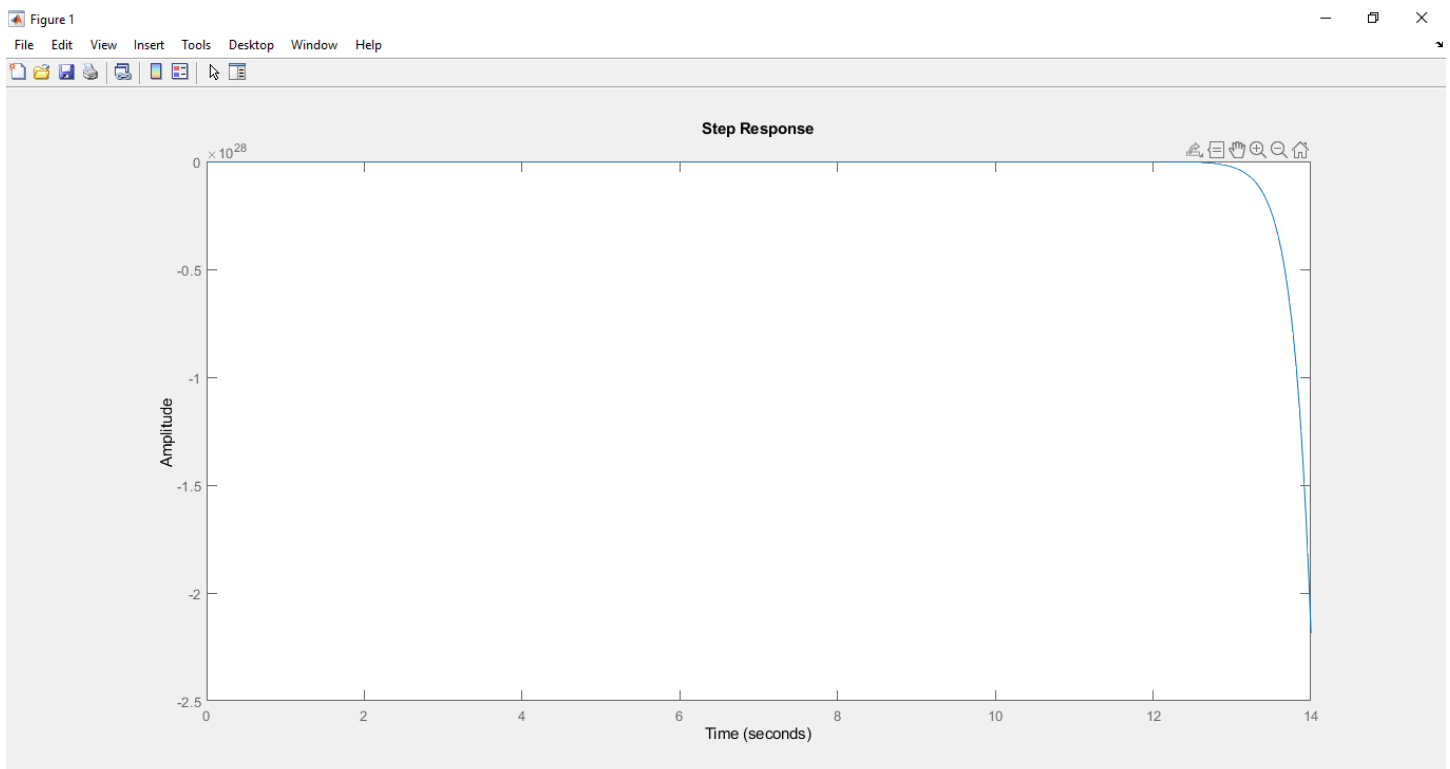 Figure 1
File Edit View Insert Tools Desktop Window Help
Step Response
×10^28
0
-0.5
-1
-1.5
-2
-2.5
Amplitude
0 2 4 6 8 10 12 14
Time (seconds)